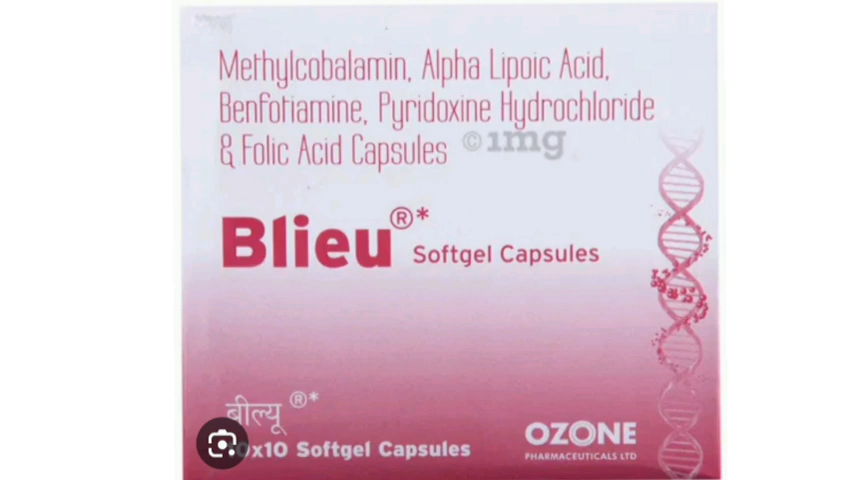 Methylcobalamin, Alpha Lipoic Acid,
Benfotiamine, Pyridoxine Hydrochloride
& Folic Acid Capsules
©1mg
Blieu®* Softgel Capsules
बील्यू ®*
0x10 Softgel Capsules
OZONE
PHARMACEUTICALS LTD